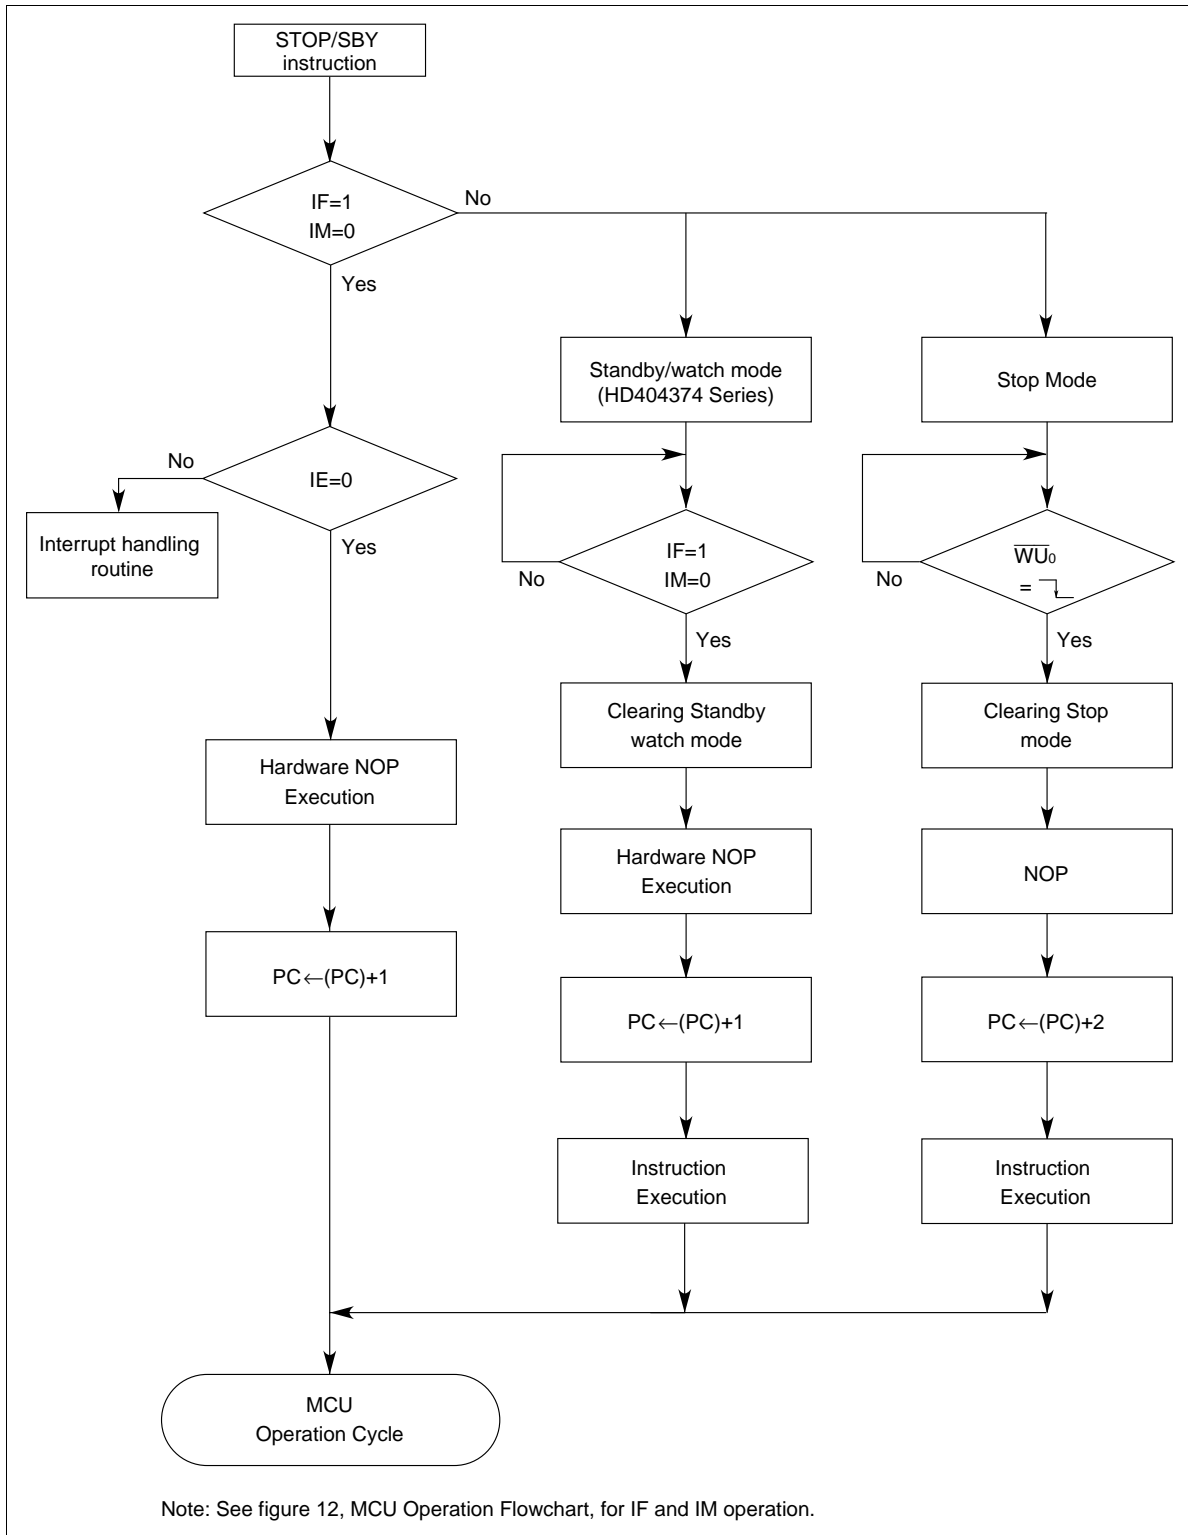 STOP/SBY
instruction
IF=1
IM=0
No
Yes
Standby/watch mode
(HD404374 Series)
Stop Mode
No
IE=0
Yes
Interrupt handling
routine
IF=1
IM=0
No
Yes
W̅U̅0
=
No
Yes
Clearing Standby
watch mode
Clearing Stop
mode
Hardware NOP
Execution
Hardware NOP
Execution
NOP
PC←(PC)+1
PC←(PC)+1
PC←(PC)+2
Instruction
Execution
Instruction
Execution
MCU
Operation Cycle
Note: See figure 12, MCU Operation Flowchart, for IF and IM operation.